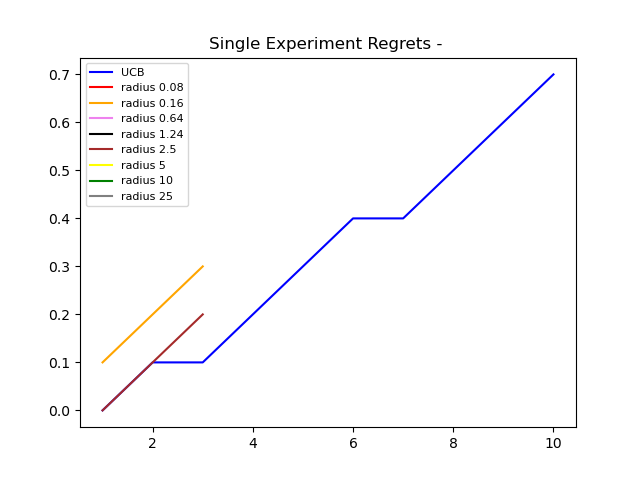 Single Experiment Regrets -
UCB
radius 0.08
radius 0.16
radius 0.64
radius 1.24
radius 2.5
radius 5
radius 10
radius 25
0.7
0.6
0.5
0.4
0.3
0.2
0.1
0.0
2 4 6 8 10